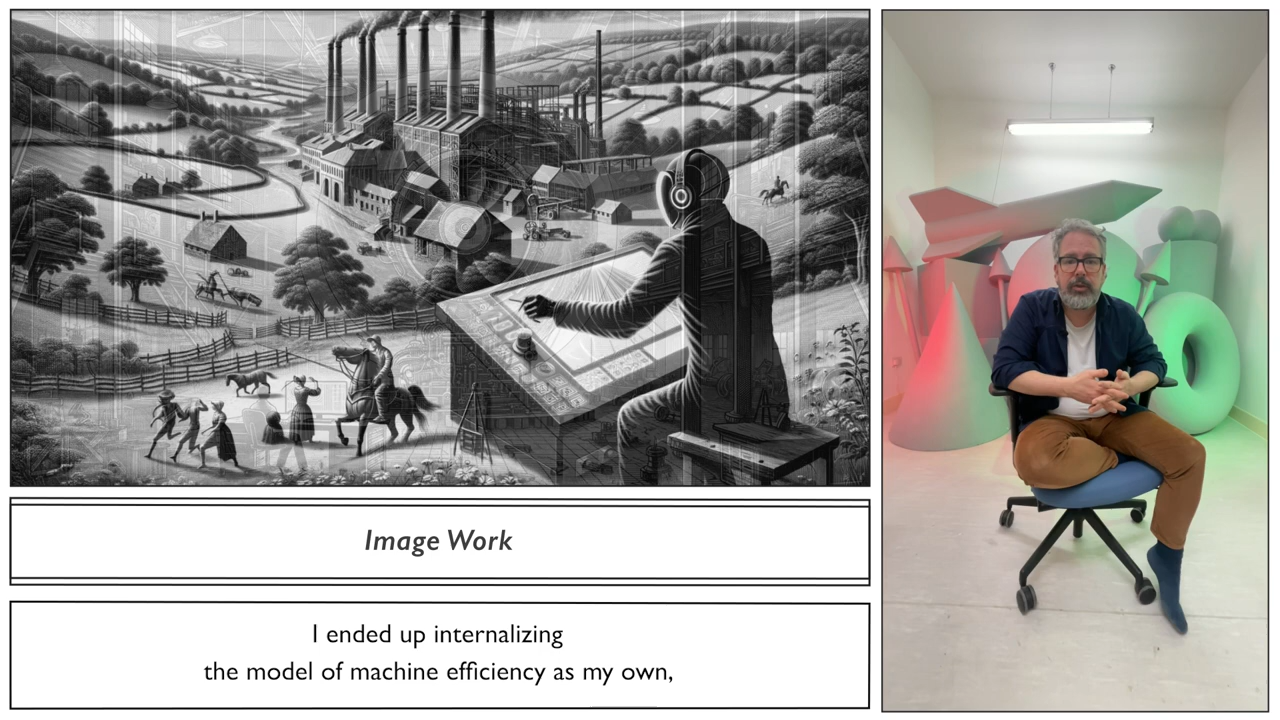 Image Work
I ended up internalizing
the model of machine efficiency as my own,